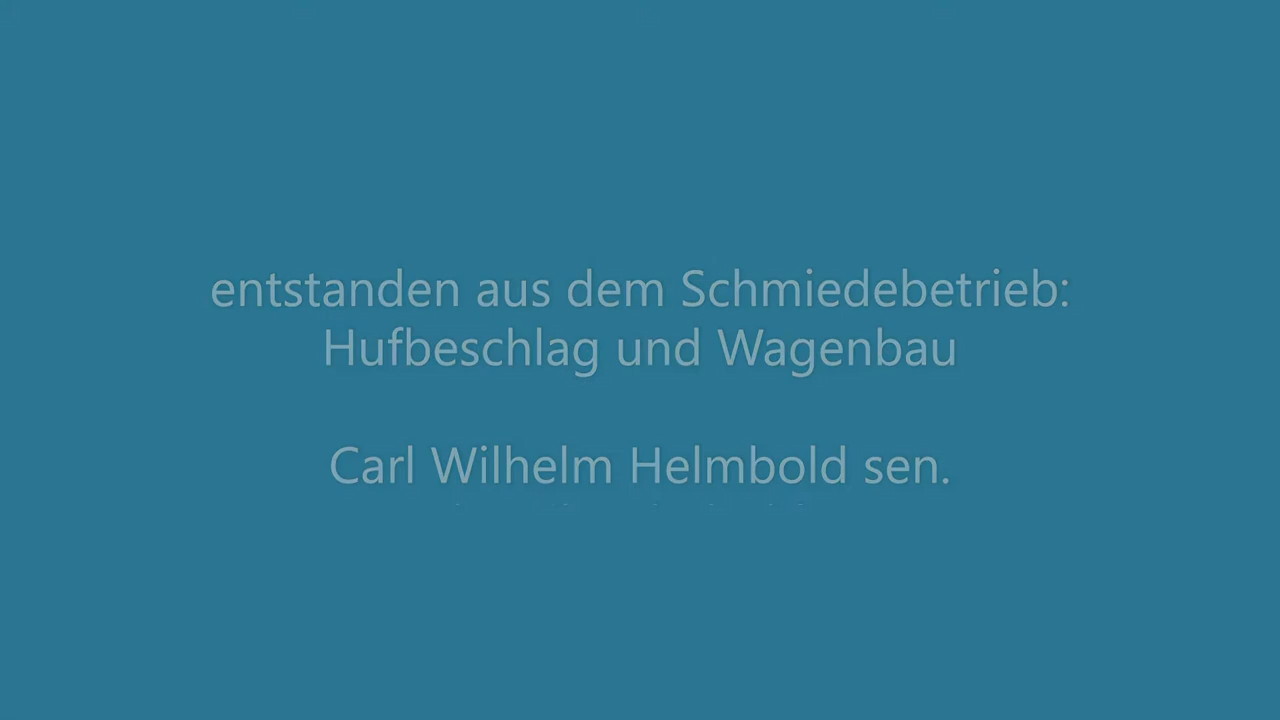 entstanden aus dem Schmiedebetrieb:
Hufbeschlag und Wagenbau
Carl Wilhelm Helmbold sen.